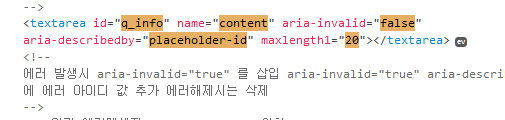 -->
<textarea id="q_info" name="content" aria-invalid="false"
aria-describedby="placeholder-id" maxlength1="20"></textarea> ev
<!--
에러 발생시 aria-invalid="true" 를 삽입 aria-invalid="true" aria-descri
에 에러 아이디 값 추가 에러해제시는 삭제
-->